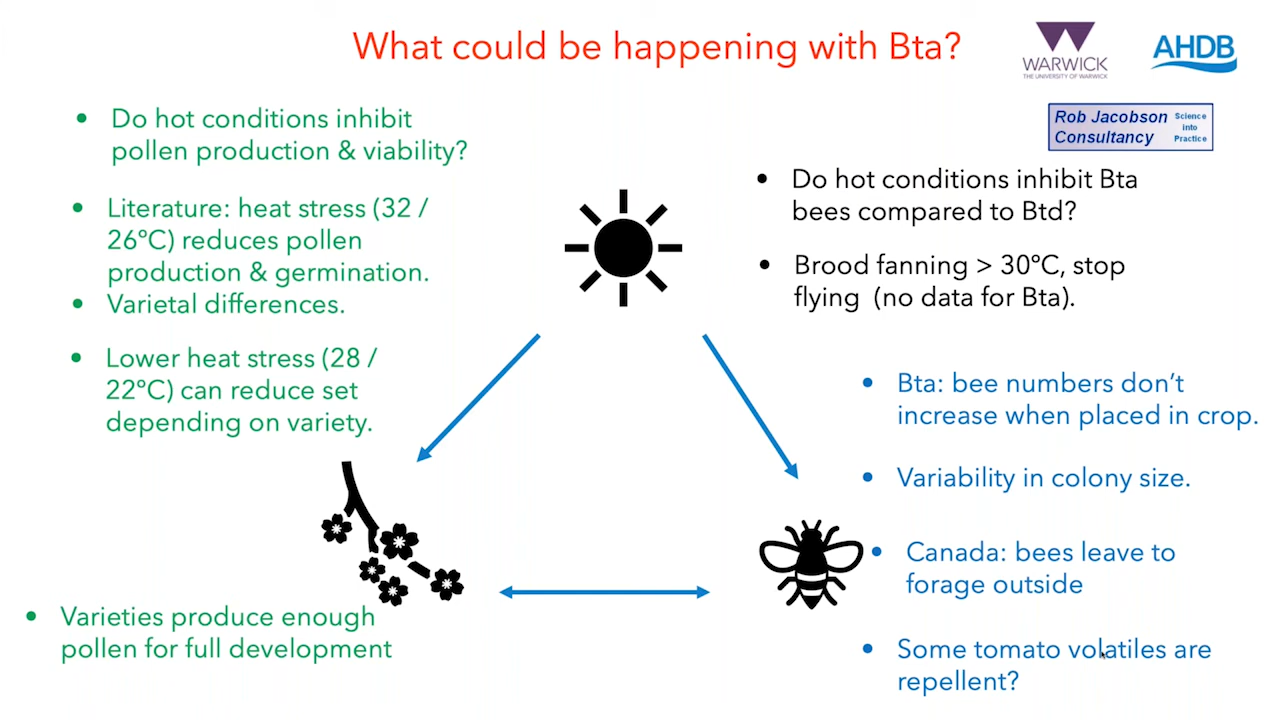 What could be happening with Bta?
WARWICK
THE UNIVERSITY OF WARWICK
AHDB
Rob Jacobson
Consultancy
Science
into
Practice
• Do hot conditions inhibit
pollen production & viability?
• Literature: heat stress (32 /
26°C) reduces pollen
production & germination.
• Varietal differences.
• Lower heat stress (28 /
22°C) can reduce set
depending on variety.
• Varieties produce enough
pollen for full development
• Do hot conditions inhibit Bta
bees compared to Btd?
• Brood fanning > 30°C, stop
flying (no data for Bta).
• Bta: bee numbers don’t
increase when placed in crop.
• Variability in colony size.
• Canada: bees leave to
forage outside
• Some tomato volatiles are
repellent?